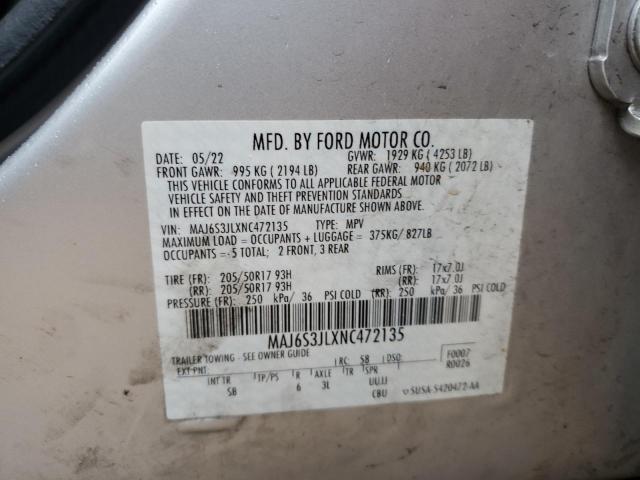 MFD. BY FORD MOTOR CO.
DATE: 05/22 GVWR: 1929 KG ( 4253 LB)
FRONT GAWR: 995 KG ( 2194 LB) REAR GAWR: 940 KG ( 2072 LB)
THIS VEHICLE CONFORMS TO ALL APPLICABLE FEDERAL MOTOR
VEHICLE SAFETY AND THEFT PREVENTION STANDARDS
IN EFFECT ON THE DATE OF MANUFACTURE SHOWN ABOVE.
VIN: MAJ6S3JLXNC472135 TYPE: MPV
MAXIMUM LOAD = OCCUPANTS + LUGGAGE = 375KG/ 827LB
OCCUPANTS = 5 TOTAL; 2 FRONT, 3 REAR
TIRE (FR): 205/50R17 93H RIMS (FR): 17x7.0J
(RR): 205/50R17 93H (RR): 17x7.0J
PRESSURE (FR): 250 kPa/ 36 PSI COLD (RR): 250 kPa/ 36 PSI COLD
MAJ6S3JLXNC472135
TRAILER TOWING - SEE OWNER GUIDE RC: 58 DSO: F0007
EXT PNT: R0026
INT TR TP/PS R AXLE TR SPR
SB 6 3L UUJJ
CBU SUSA-5420472-AA